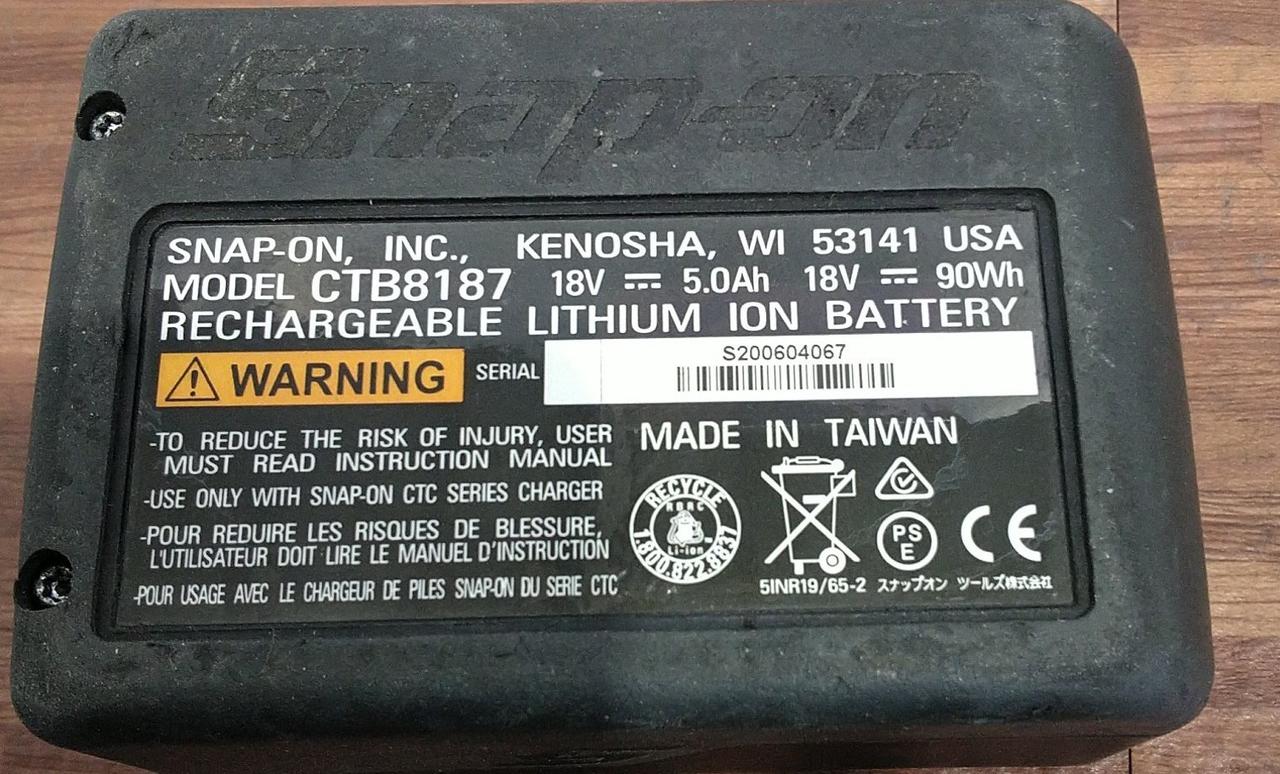 Snap-on
SNAP-ON, INC., KENOSHA, WI 53141 USA
MODEL CTB8187 18V ⎓ 5.0Ah 18V ⎓ 90Wh
RECHARGEABLE LITHIUM ION BATTERY
WARNING SERIAL S200604067
-TO REDUCE THE RISK OF INJURY, USER
MUST READ INSTRUCTION MANUAL
-USE ONLY WITH SNAP-ON CTC SERIES CHARGER
-POUR REDUIRE LES RISQUES DE BLESSURE,
L'UTILISATEUR DOIT LIRE LE MANUEL D'INSTRUCTION
-POUR USAGE AVEC LE CHARGEUR DE PILES SNAP-ON DU SERIE CTC
MADE IN TAIWAN
RECYCLE
RBRC
Li-ion
1.800.822.8837
PS
E
CE
5INR19/65-2 スナップオン ツールズ株式会社